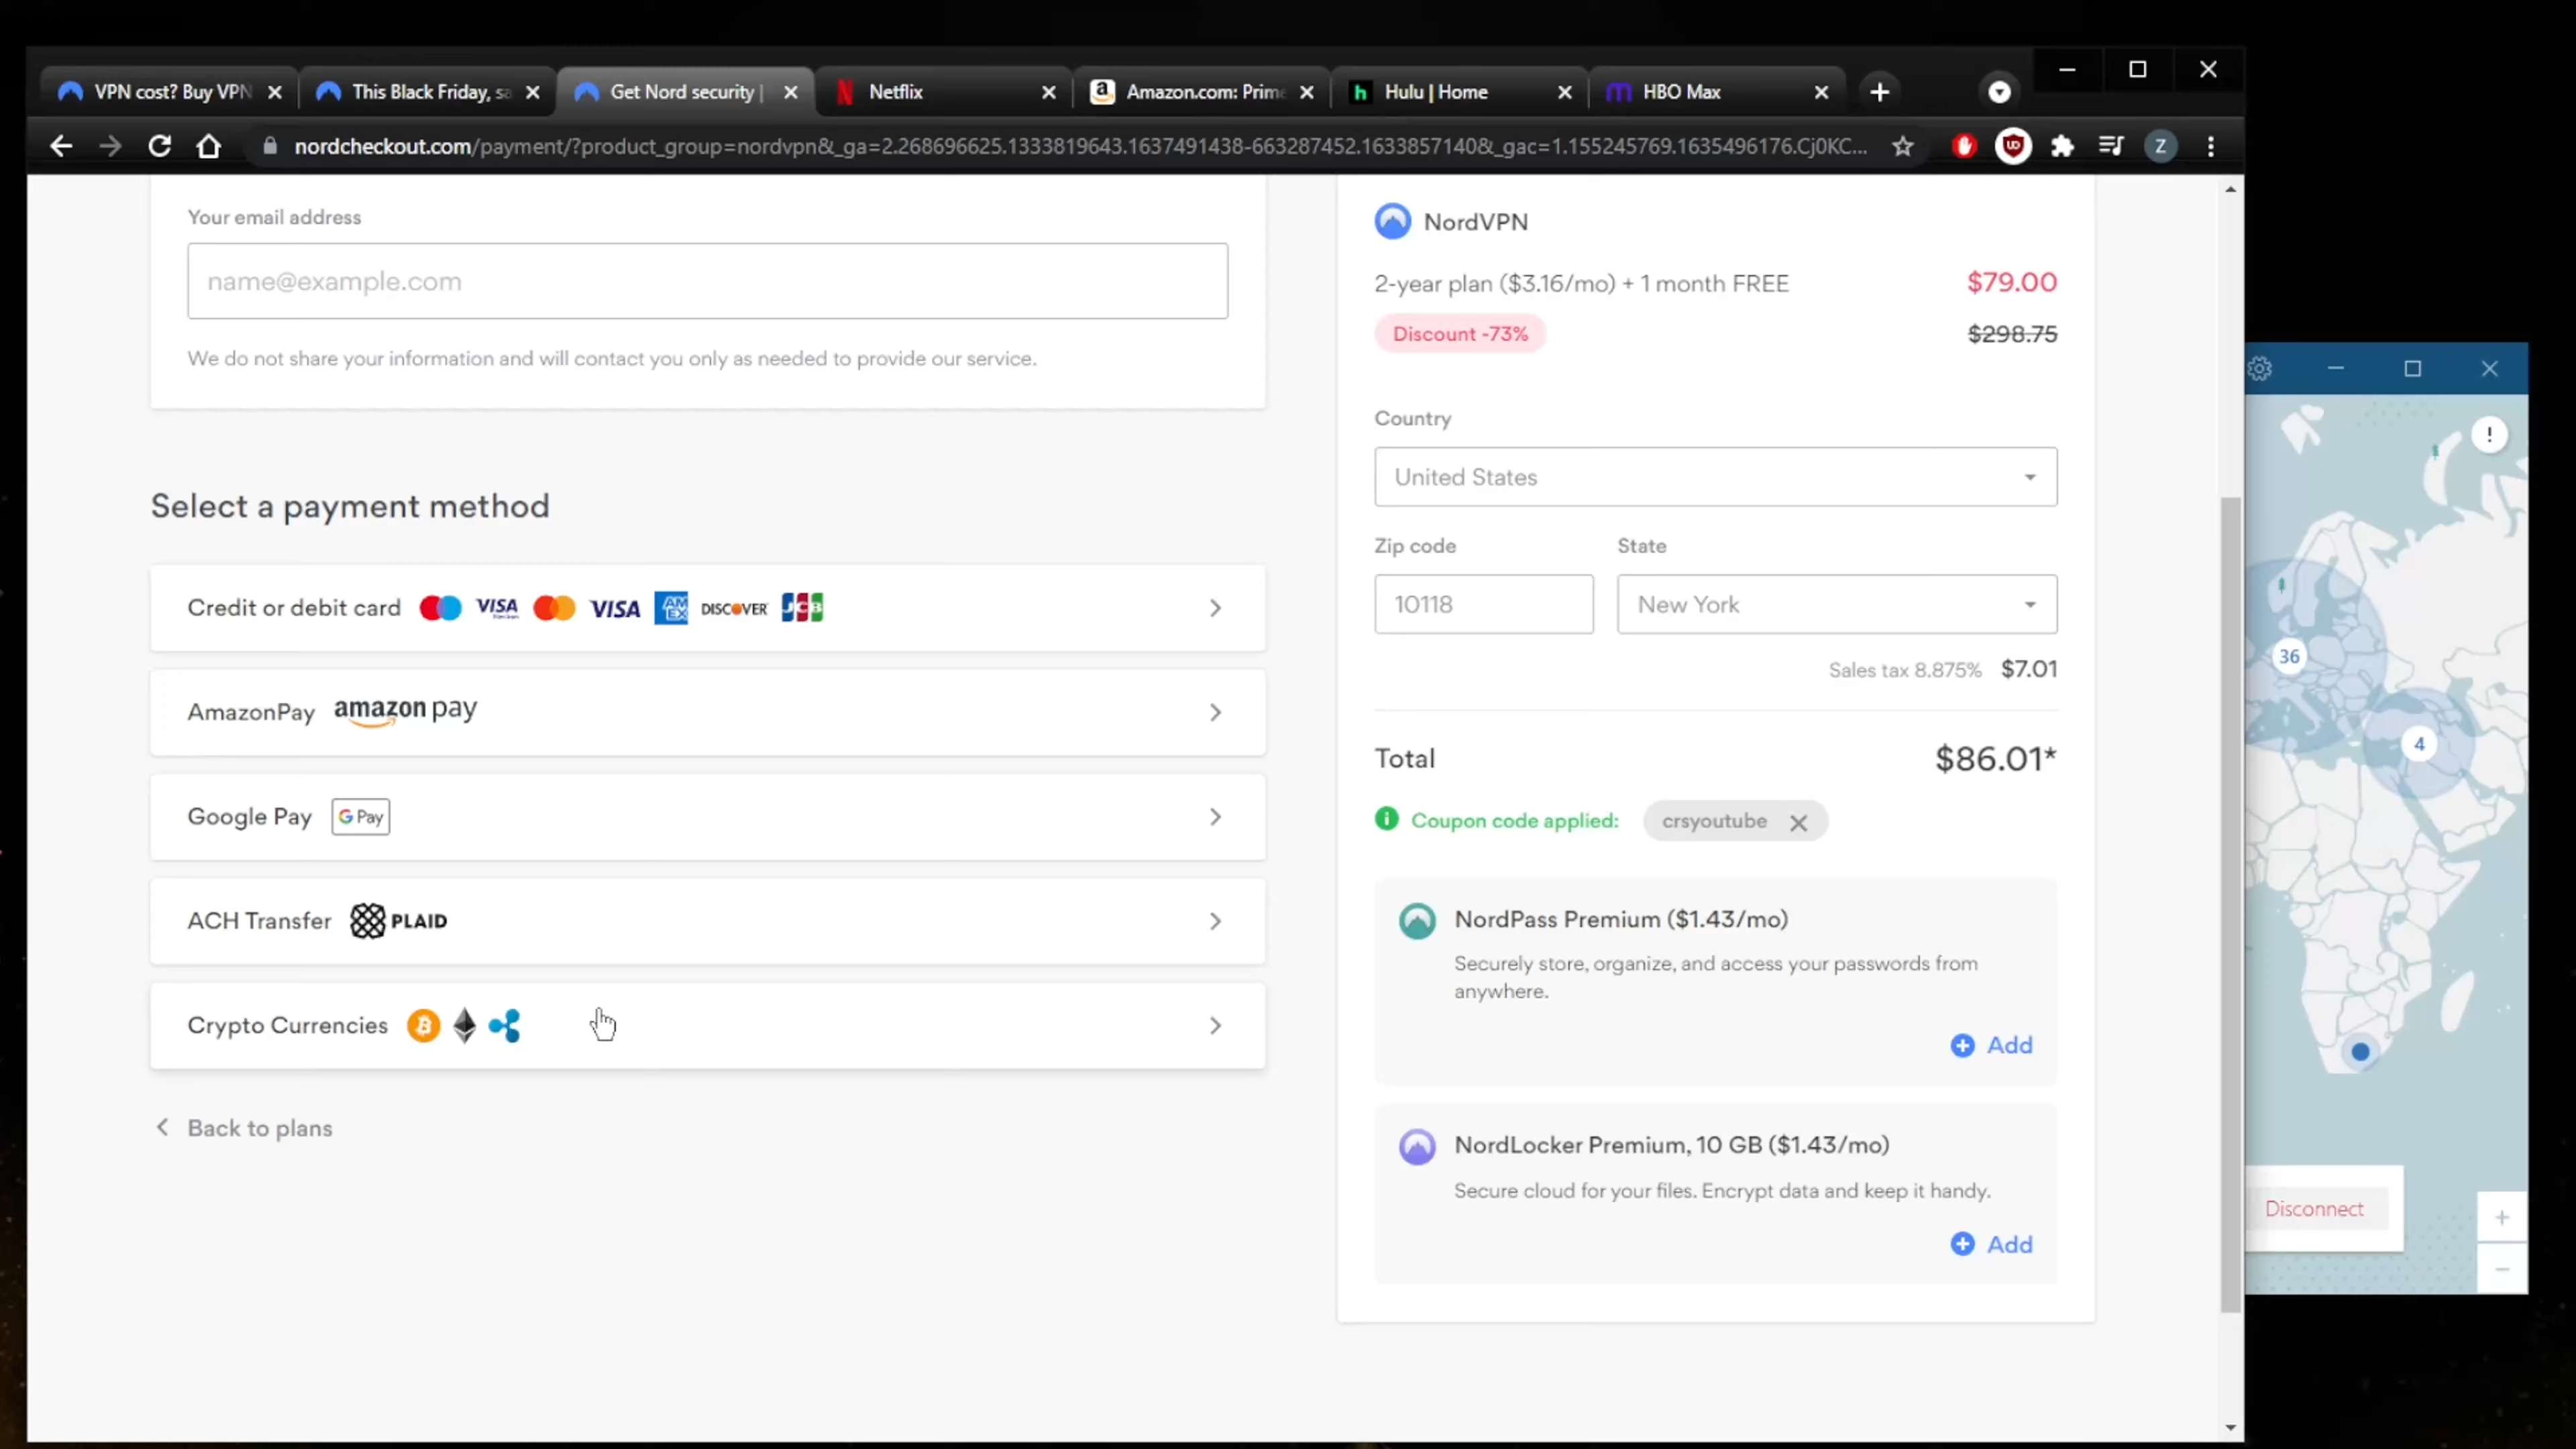 VPN cost? Buy VPN
This Black Friday, sa
Get Nord security |
Netflix
Amazon.com: Prime
Hulu | Home
HBO Max
nordcheckout.com/payment/?product_group=nordvpn&_ga=2.268696625.1333819643.1637491438-663287452.1633857140&_gac=1.155245769.1635496176.Cj0KC...
Z
Your email address
name@example.com
We do not share your information and will contact you only as needed to provide our service.
Select a payment method
Credit or debit card VISA VISA AMEX DISCOVER JCB
AmazonPay amazon pay
Google Pay G Pay
ACH Transfer PLAID
Crypto Currencies
Back to plans
NordVPN
2-year plan ($3.16/mo) + 1 month FREE $79.00
Discount -73% $298.75
Country
United States
Zip code State
10118 New York
Sales tax 8.875% $7.01
Total $86.01*
Coupon code applied: crsyoutube
NordPass Premium ($1.43/mo)
Securely store, organize, and access your passwords from
anywhere.
Add
NordLocker Premium, 10 GB ($1.43/mo)
Secure cloud for your files. Encrypt data and keep it handy.
Add
!
36
4
Disconnect